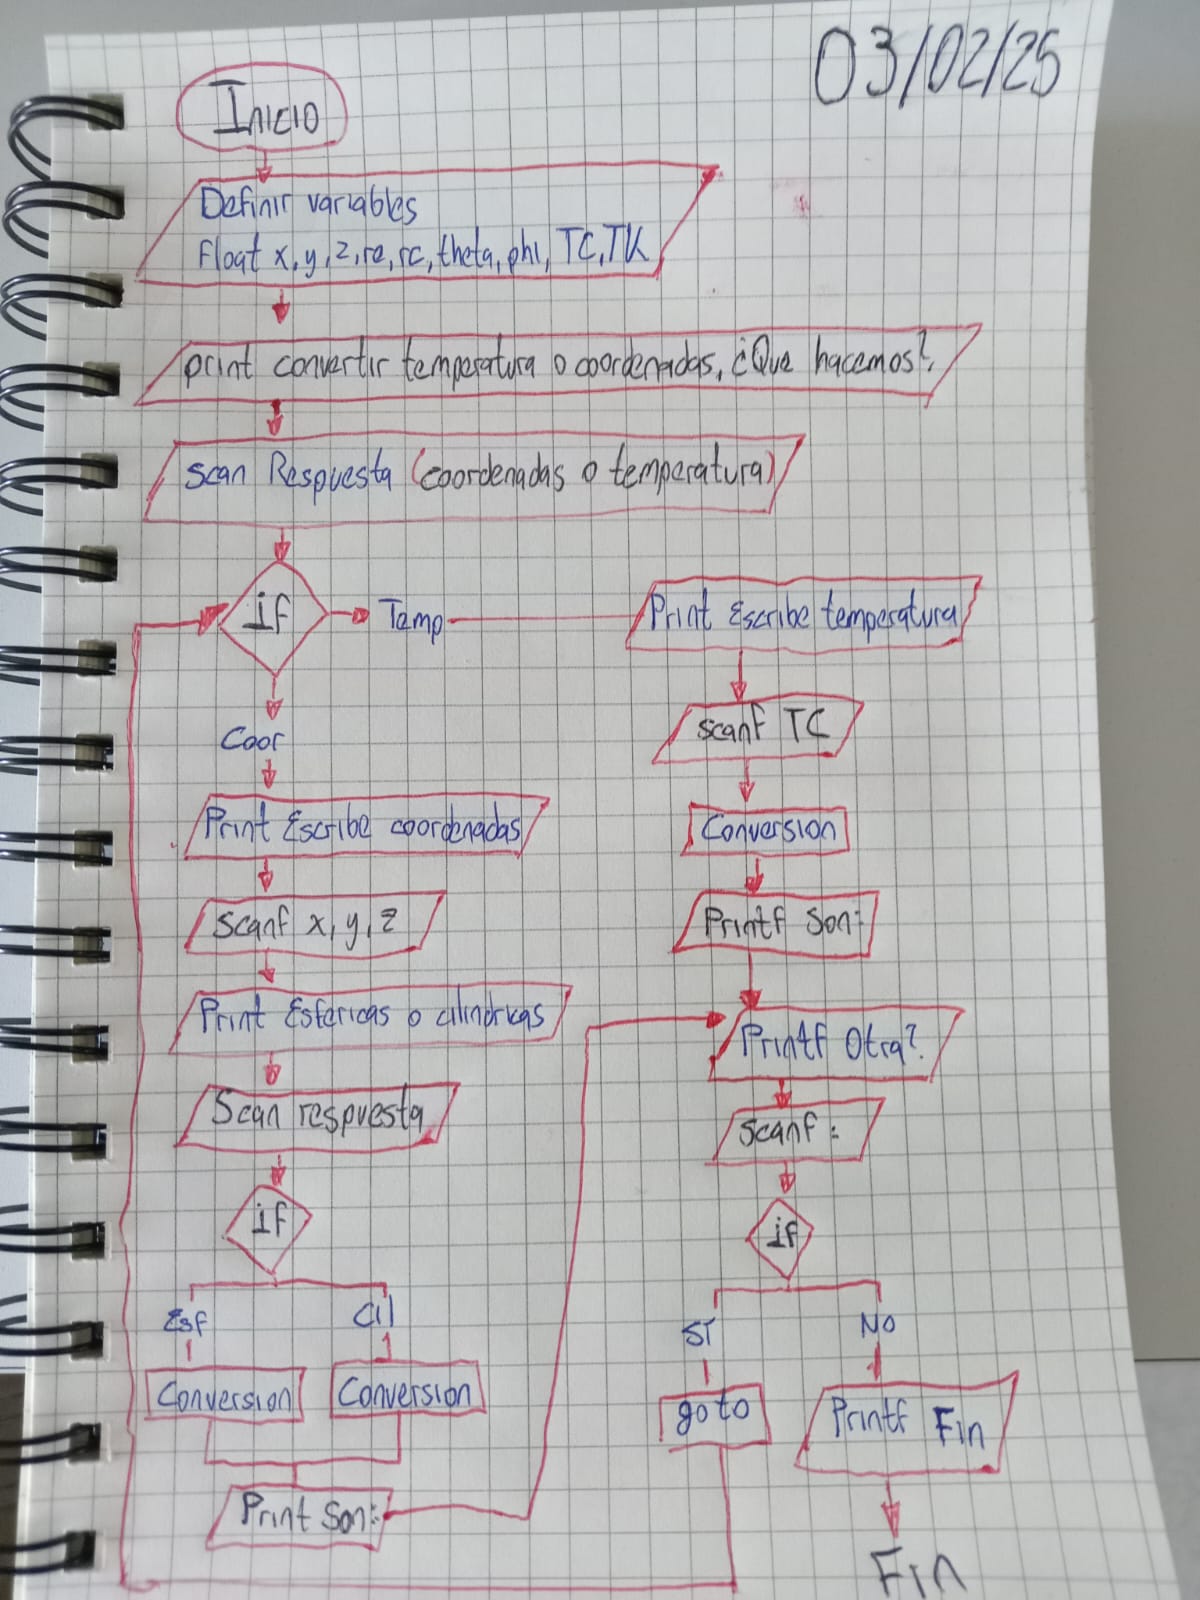 03/02/25
Inicio
Definir variables
Float x, y, z, re, rc, theta, phi, TC, TK
print convertir temperatura o coordenadas, ¿Que hacemos?
Scan Respuesta (coordenadas o temperatura)
if
Temp
Print Escribe temperatura
scanf TC
Coor
Print Escribe coordenadas
Conversion
Scanf x, y, z
Printf Son:
Print Esfericas o cilindricas
Printf Otra?
Scan respuesta
Scanf :
if
if
Esf
Cil
SI
NO
Conversion
Conversion
go to
Printf Fin
Print Son:
Fin